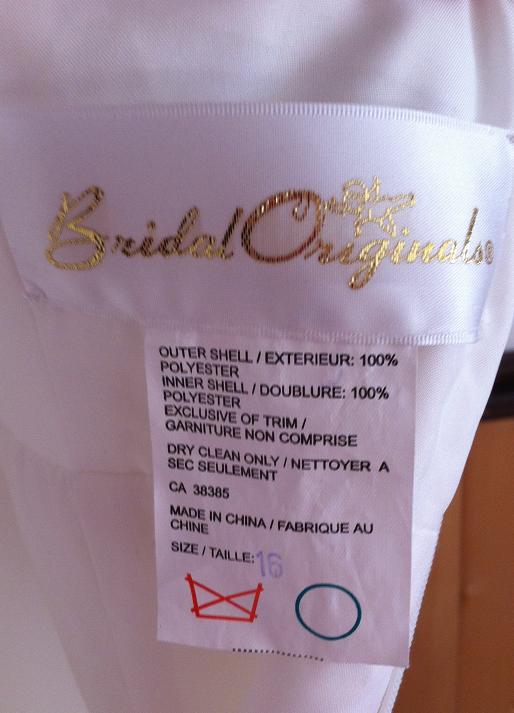 Bridal Originals®
OUTER SHELL / EXTERIEUR: 100%
POLYESTER
INNER SHELL / DOUBLURE: 100%
POLYESTER
EXCLUSIVE OF TRIM /
GARNITURE NON COMPRISE
DRY CLEAN ONLY / NETTOYER A
SEC SEULEMENT
CA 38385
MADE IN CHINA / FABRIQUE AU
CHINE
SIZE / TAILLE: 16